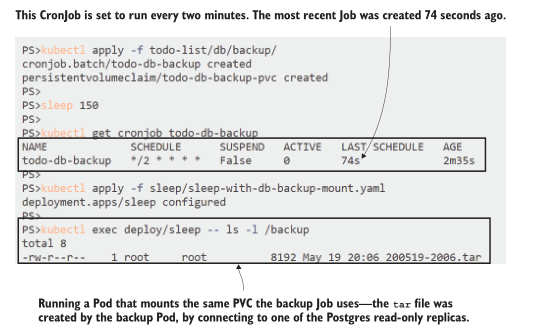 This CronJob is set to run every two minutes. The most recent Job was created 74 seconds ago.
PS>kubectl apply -f todo-list/db/backup/
cronjob.batch/todo-db-backup created
persistentvolumeclaim/todo-db-backup-pvc created
PS>
PS>sleep 150
PS>
PS>kubectl get cronjob todo-db-backup
NAME SCHEDULE SUSPEND ACTIVE LAST SCHEDULE AGE
todo-db-backup */2 * * * * False 0 74s 2m35s
PS>
PS>kubectl apply -f sleep/sleep-with-db-backup-mount.yaml
deployment.apps/sleep configured
PS>
PS>kubectl exec deploy/sleep -- ls -l /backup
total 8
-rw-r--r-- 1 root root 8192 May 19 20:06 200519-2006.tar
Running a Pod that mounts the same PVC the backup Job uses—the tar file was
created by the backup Pod, by connecting to one of the Postgres read-only replicas.